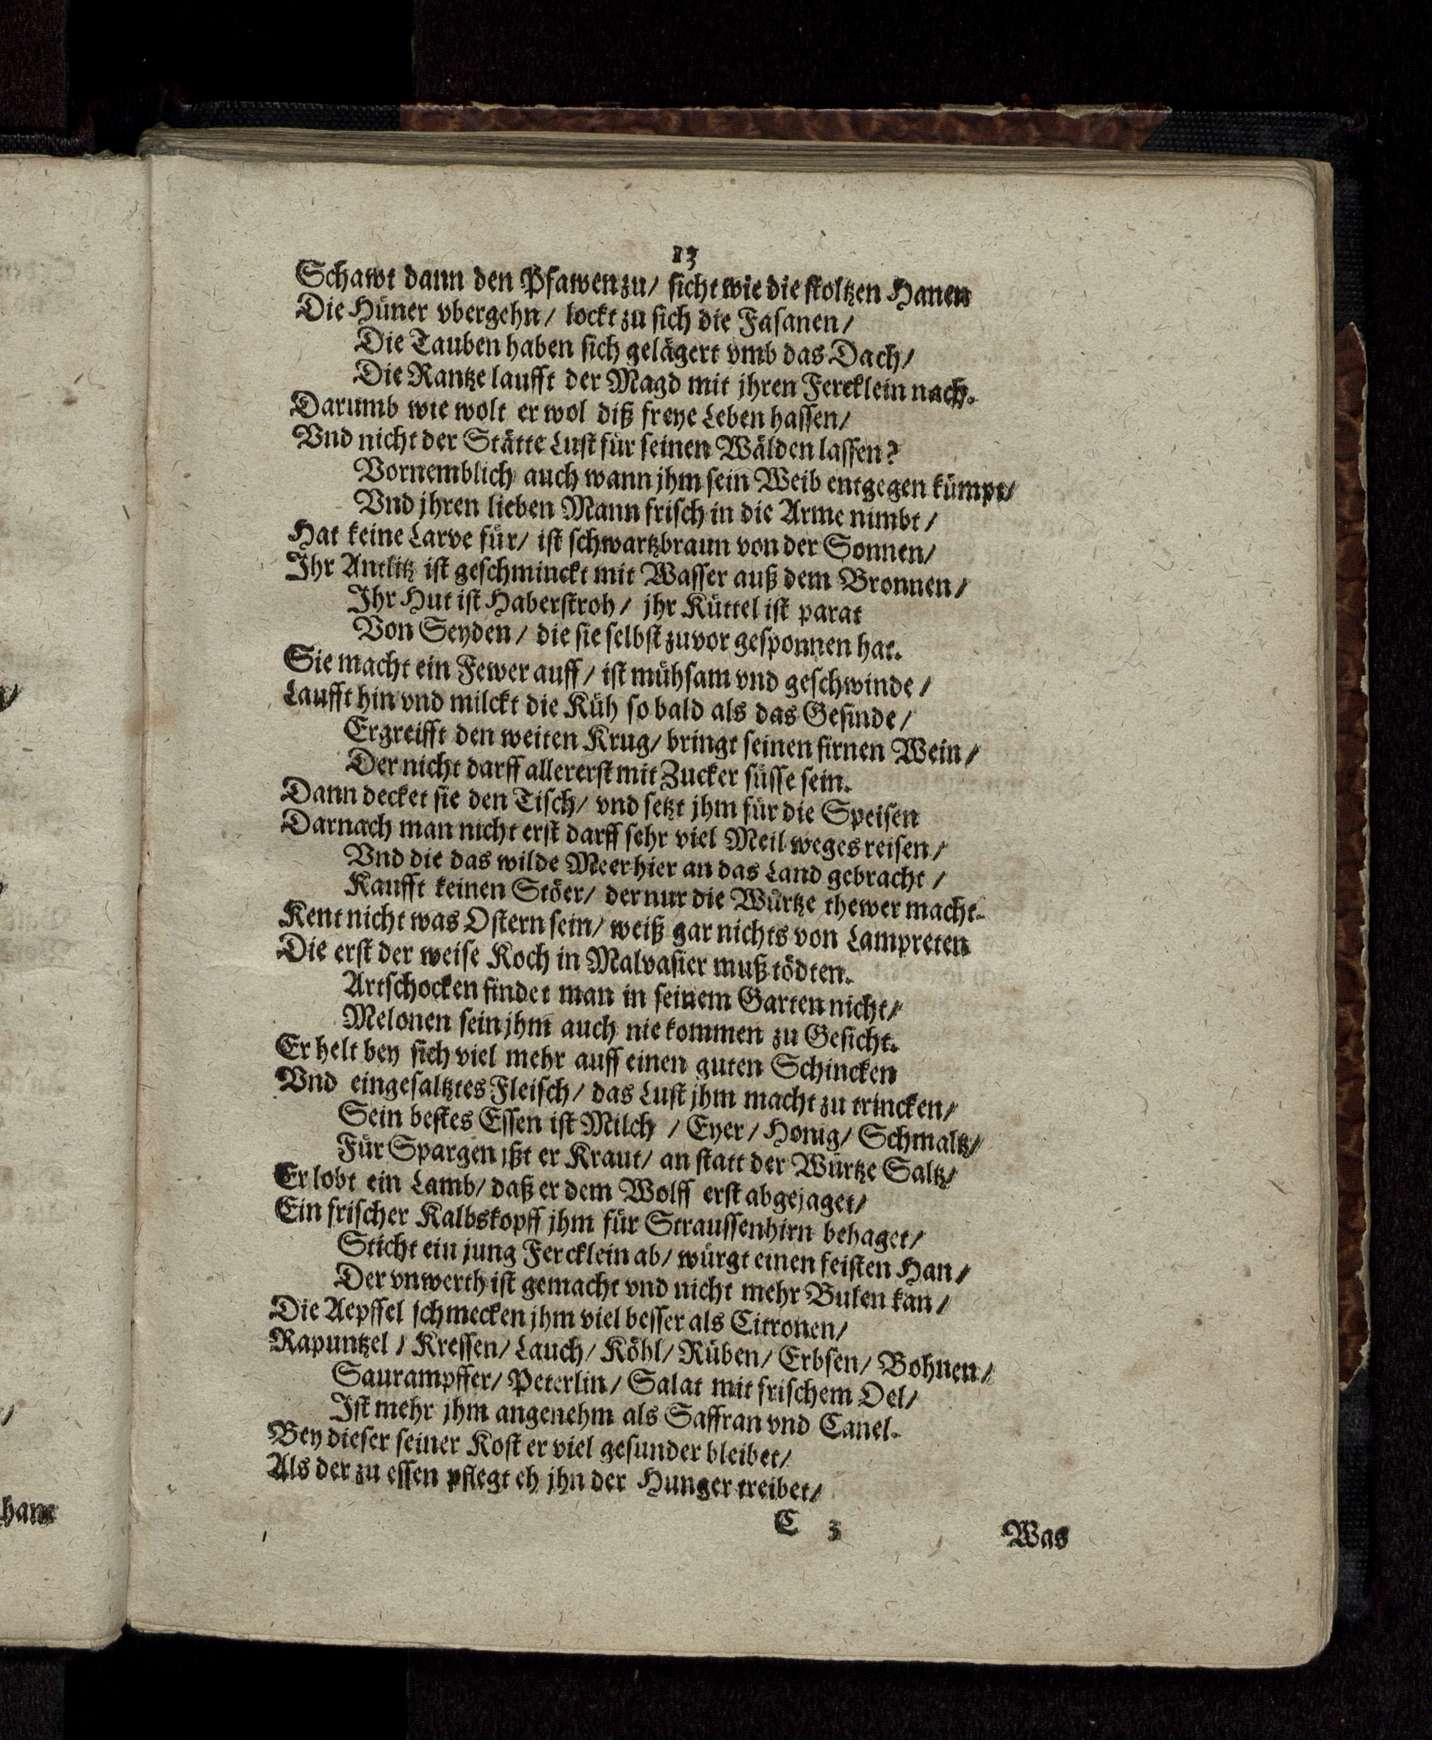 13
Schawt dann den Pfawen zu/ sicht wie die stoltzen Hanen
Die Hüner vbergehn/ lockt zu sich die Fasanen/
Die Tauben haben sich gelägert vmb das Dach/
Die Rantze laufft der Magd mit jhren Fercklein nach.
Darumb wie wolt er wol diß freye Leben hassen/
Vnd nicht der Stätte Lust für seinen Wälden lassen?
Vornemblich auch wann jhm sein Weib entgegen kümpt/
Vnd jhren lieben Mann frisch in die Arme nimbt/
Hat keine Larve für/ ist schwartzbraun von der Sonnen/
Ihr Antlitz ist geschminckt mit Wasser auß dem Bronnen/
Ihr Hut ist Haberstroh/ jhr Küttel ist parat
Von Seyden/ die sie selbst zuvor gesponnen hat.
Sie macht ein Fewer auff/ ist mühsam vnd geschwinde/
Laufft hin vnd milckt die Küh so bald als das Gesinde/
Ergreifft den weiten Krug/ bringt seinen firnen Wein/
Der nicht darff allererst mit Zucker süsse sein.
Dann decket sie den Tisch/ vnd setzt jhm für die Speisen
Darnach man nicht erst darff sehr viel Meil weges reisen/
Vnd die das wilde Meer hier an das Land gebracht/
Kaufft keinen Stöer/ der nur die Würtze thewer macht.
Kent nicht was Ostern sein/ weiß gar nichts von Lampreten
Die erst der weise Koch in Malvasier muß tödten.
Artschocken findet man in seinem Garten nicht/
Melonen sein jhm auch nie kommen zu Gesicht.
Er helt bey sich viel mehr auff einen guten Schincken
Vnd eingesaltztes Fleisch/ das Lust jhm macht zu trincken/
Sein bestes Essen ist Milch/ Eyer/ Honig/ Schmaltz/
Für Spargen jßt er Kraut/ an statt der Würtze Saltz/
Er lobt ein Lamb/ daß er dem Wolff erst abgejaget/
Ein frischer Kalbskopff jhm für Straussenhirn behaget/
Sticht ein jung Fercklein ab/ würgt einen feisten Han/
Der vnwerth ist gemacht vnd nicht mehr Bulen kan/
Die Aepffel schmecken jhm viel besser als Citronen/
Rapuntzel/ Kressen/ Lauch/ Köhl/ Rüben/ Erbsen/ Bohnen/
Saurampffer/ Peterlin/ Salat mit frischem Oel/
Ist mehr jhm angenehm als Saffran vnd Canel.
Bey dieser seiner Kost er viel gesunder bleibet/
Als der zu essen pflegt eh jhn der Hunger treibet/
C 3
Was